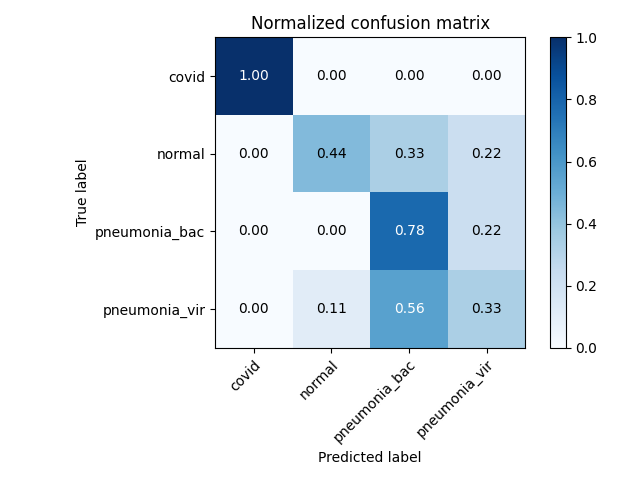 Normalized confusion matrix
True label
covid 1.00 0.00 0.00 0.00
normal 0.00 0.44 0.33 0.22
pneumonia_bac 0.00 0.00 0.78 0.22
pneumonia_vir 0.00 0.11 0.56 0.33
covid normal pneumonia_bac pneumonia_vir
Predicted label
1.0
0.8
0.6
0.4
0.2
0.0